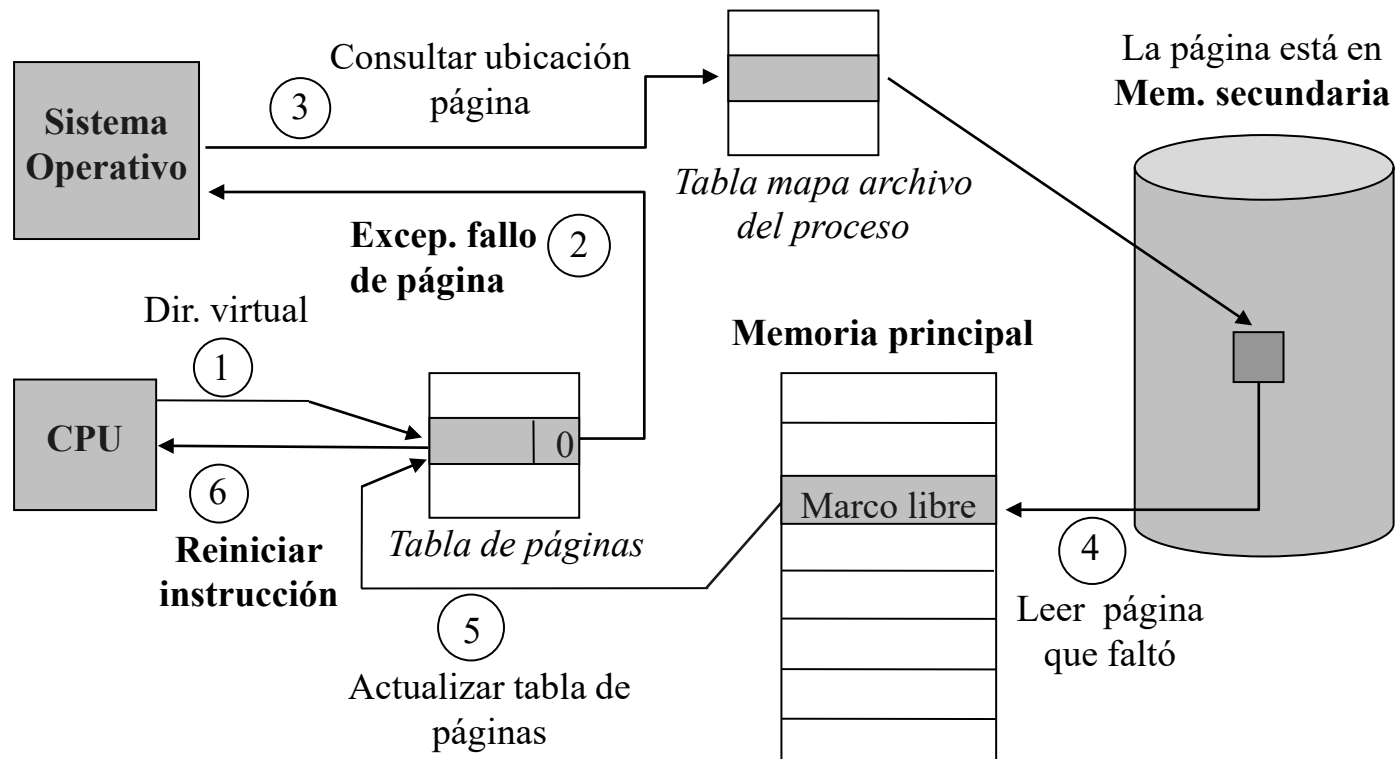 Consultar ubicación
página
3
Sistema
Operativo
La página está en
Mem. secundaria
Tabla mapa archivo
del proceso
Excep. fallo
de página
2
Dir. virtual
1
Memoria principal
CPU
0
6
Reiniciar
instrucción
Tabla de páginas
Marco libre
4
Leer página
que faltó
5
Actualizar tabla de
páginas